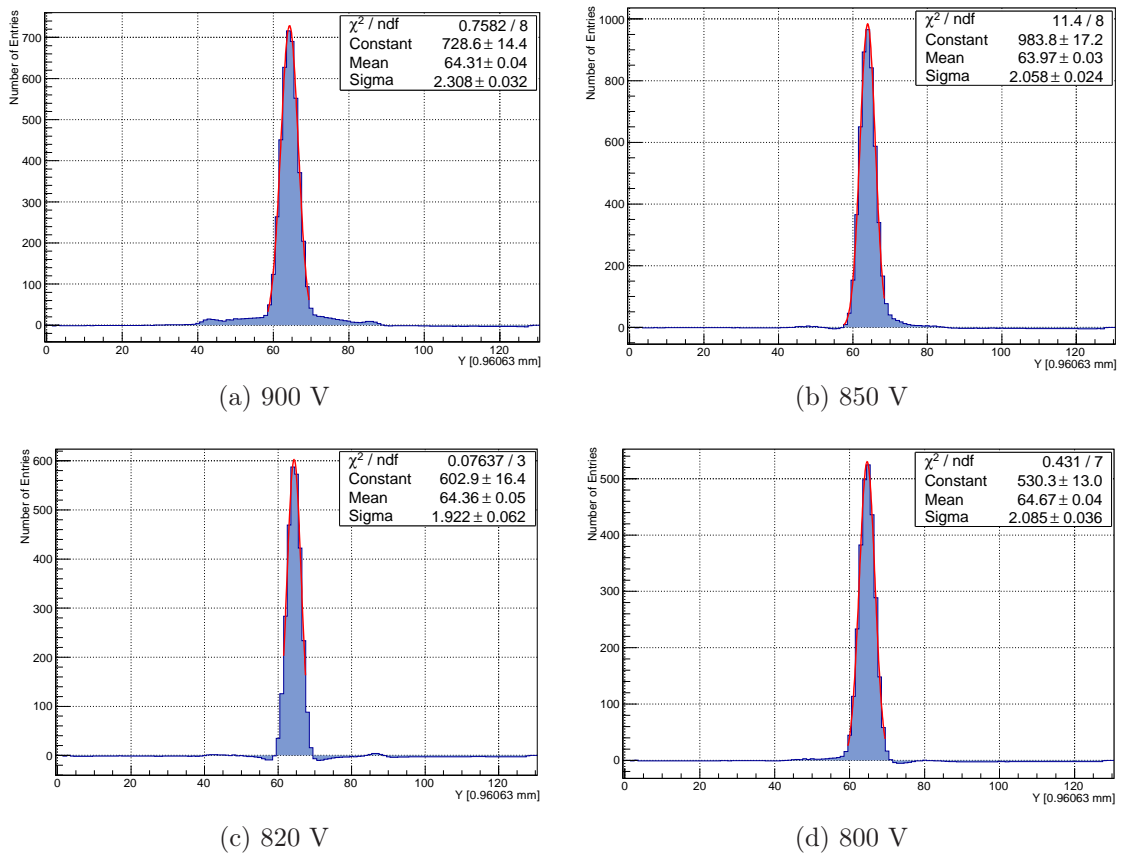 Number of Entries
χ² / ndf 0.7582 / 8
Constant 728.6 ± 14.4
Mean 64.31 ± 0.04
Sigma 2.308 ± 0.032
700
600
500
400
300
200
100
0
0 20 40 60 80 100 120
Y [0.96063 mm]
(a) 900 V
Number of Entries
χ² / ndf 11.4 / 8
Constant 983.8 ± 17.2
Mean 63.97 ± 0.03
Sigma 2.058 ± 0.024
1000
800
600
400
200
0
0 20 40 60 80 100 120
Y [0.96063 mm]
(b) 850 V
Number of Entries
χ² / ndf 0.07637 / 3
Constant 602.9 ± 16.4
Mean 64.36 ± 0.05
Sigma 1.922 ± 0.062
600
500
400
300
200
100
0
0 20 40 60 80 100 120
Y [0.96063 mm]
(c) 820 V
Number of Entries
χ² / ndf 0.431 / 7
Constant 530.3 ± 13.0
Mean 64.67 ± 0.04
Sigma 2.085 ± 0.036
500
400
300
200
100
0
0 20 40 60 80 100 120
Y [0.96063 mm]
(d) 800 V